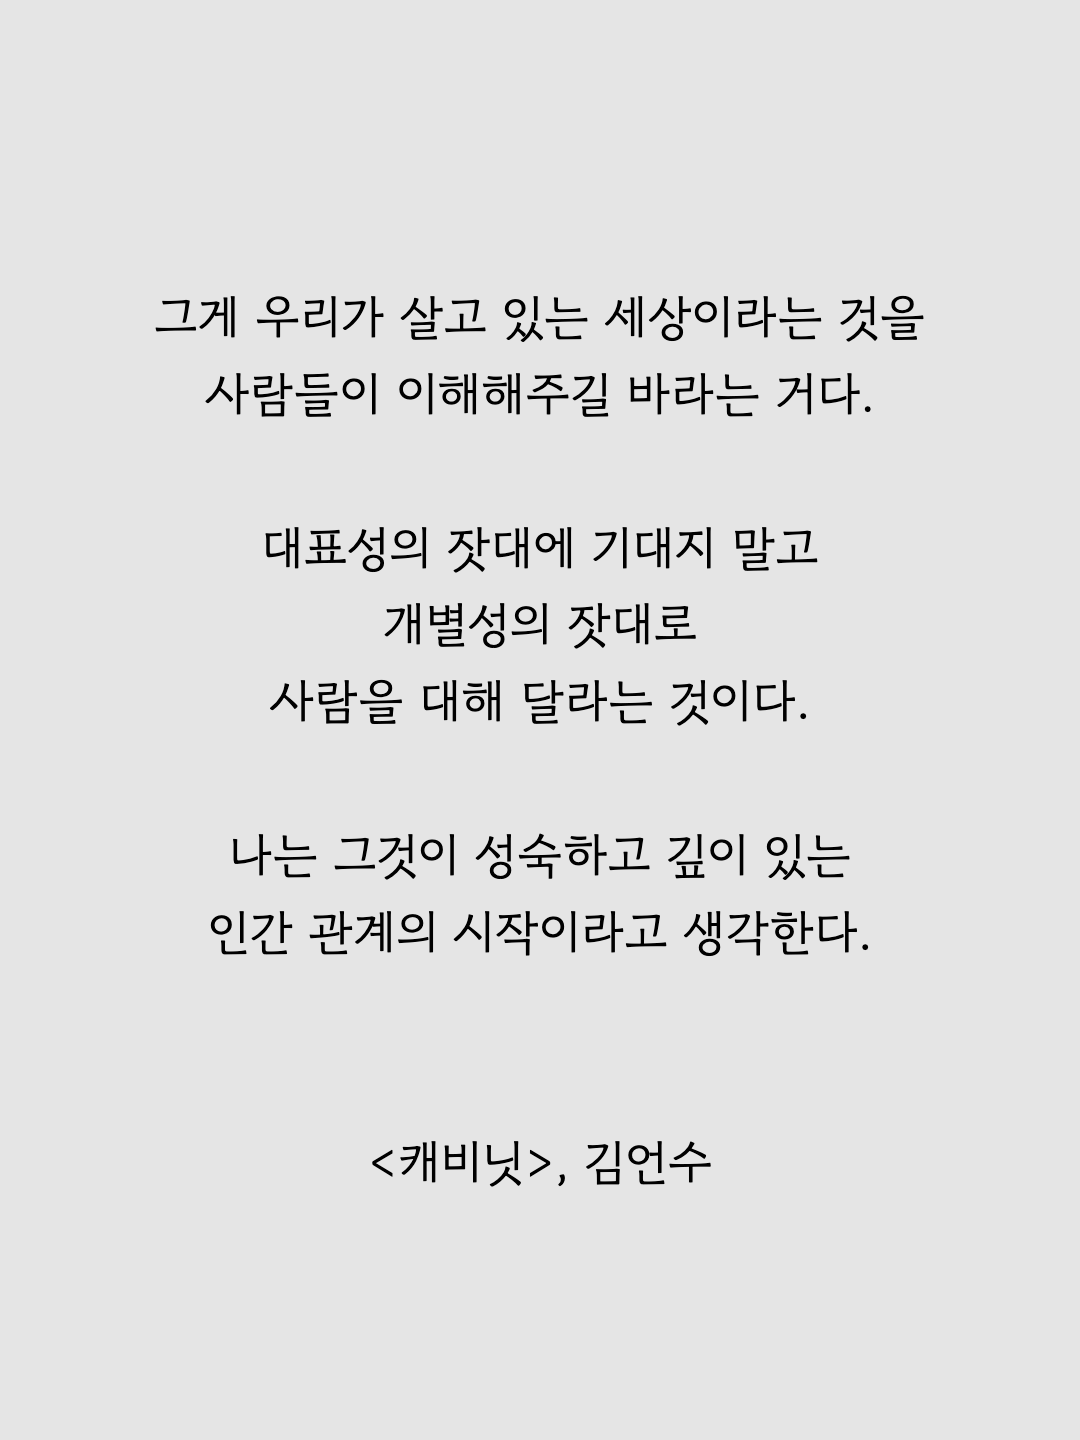 그게 우리가 살고 있는 세상이라는 것을
사람들이 이해해주길 바라는 거다.
대표성의 잣대에 기대지 말고
개별성의 잣대로
사람을 대해 달라는 것이다.
나는 그것이 성숙하고 깊이 있는
인간 관계의 시작이라고 생각한다.
<캐비닛>, 김언수